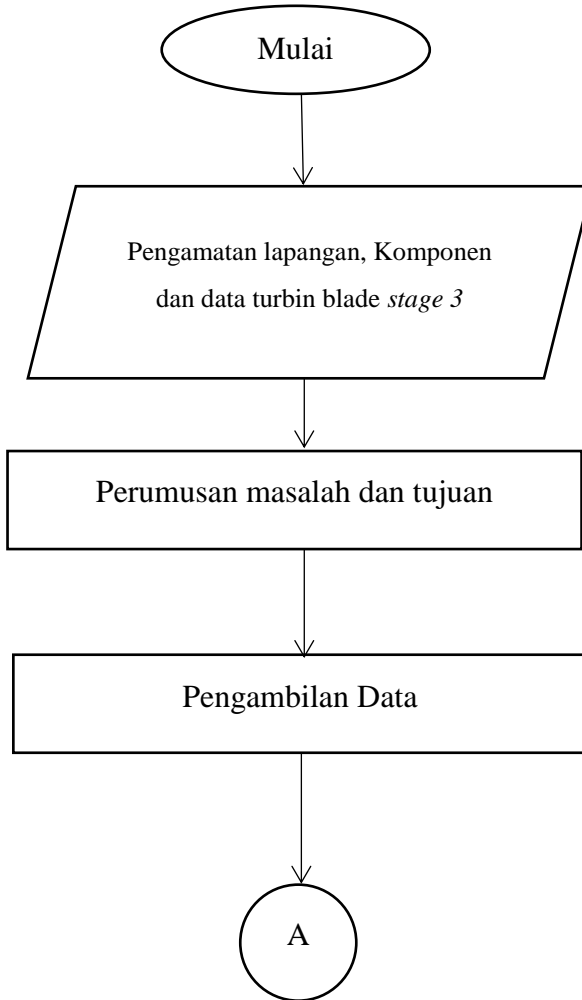 Mulai
Pengamatan lapangan, Komponen
dan data turbin blade stage 3
Perumusan masalah dan tujuan
Pengambilan Data
A